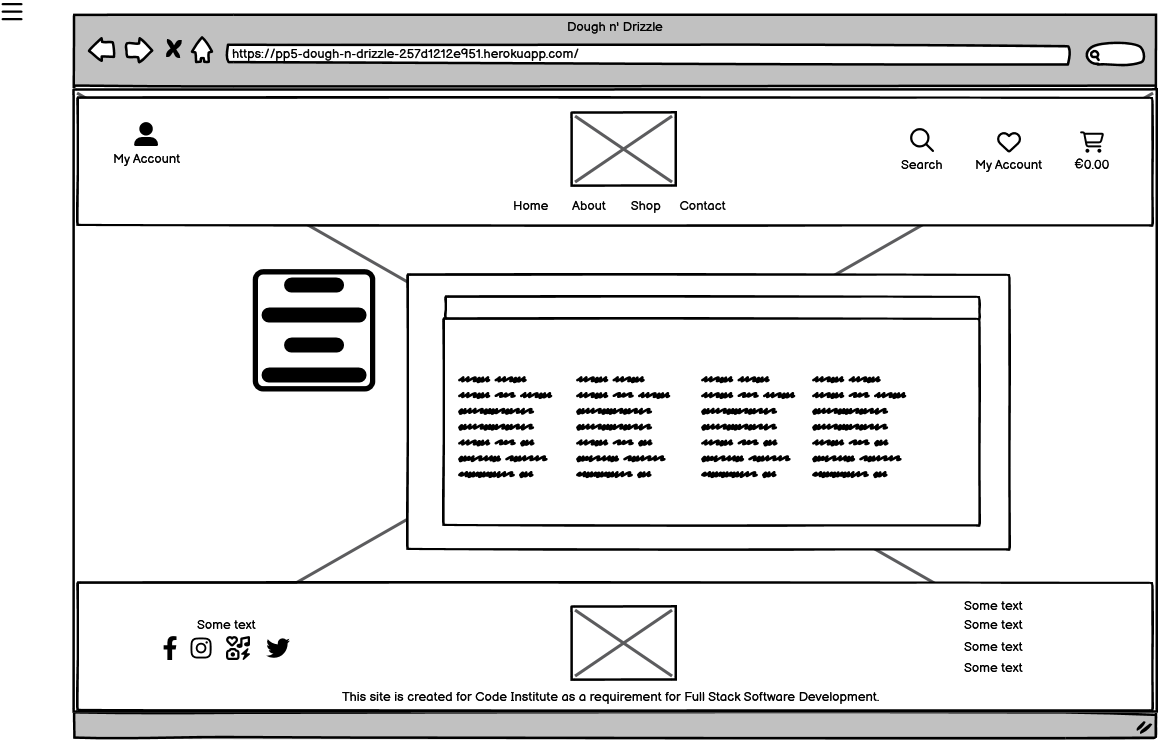 Dough n' Drizzle
https://pp5-dough-n-drizzle-257d1212e951.herokuapp.com/
My Account
Search
My Account
€0.00
Home About Shop Contact
Some text
Some text
Some text
Some text
Some text
This site is created for Code Institute as a requirement for Full Stack Software Development.